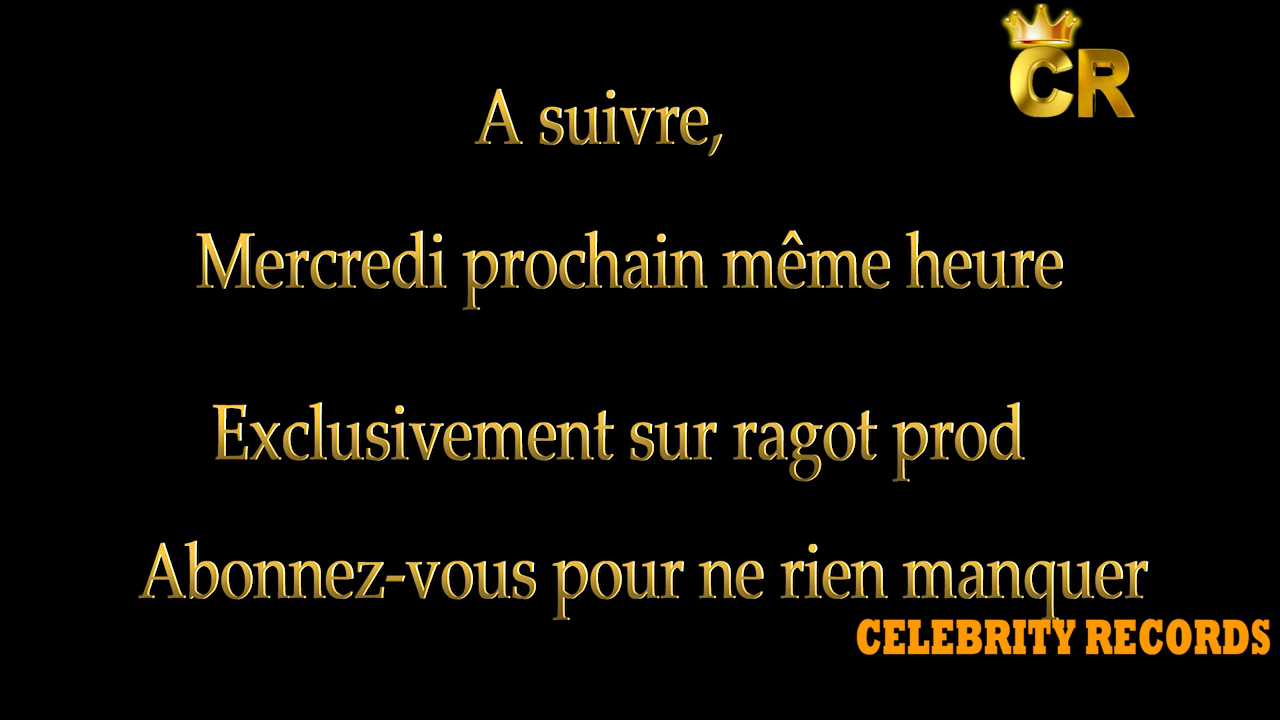 CR
A suivre,
Mercredi prochain même heure
Exclusivement sur ragot prod
Abonnez-vous pour ne rien manquer
CELEBRITY RECORDS